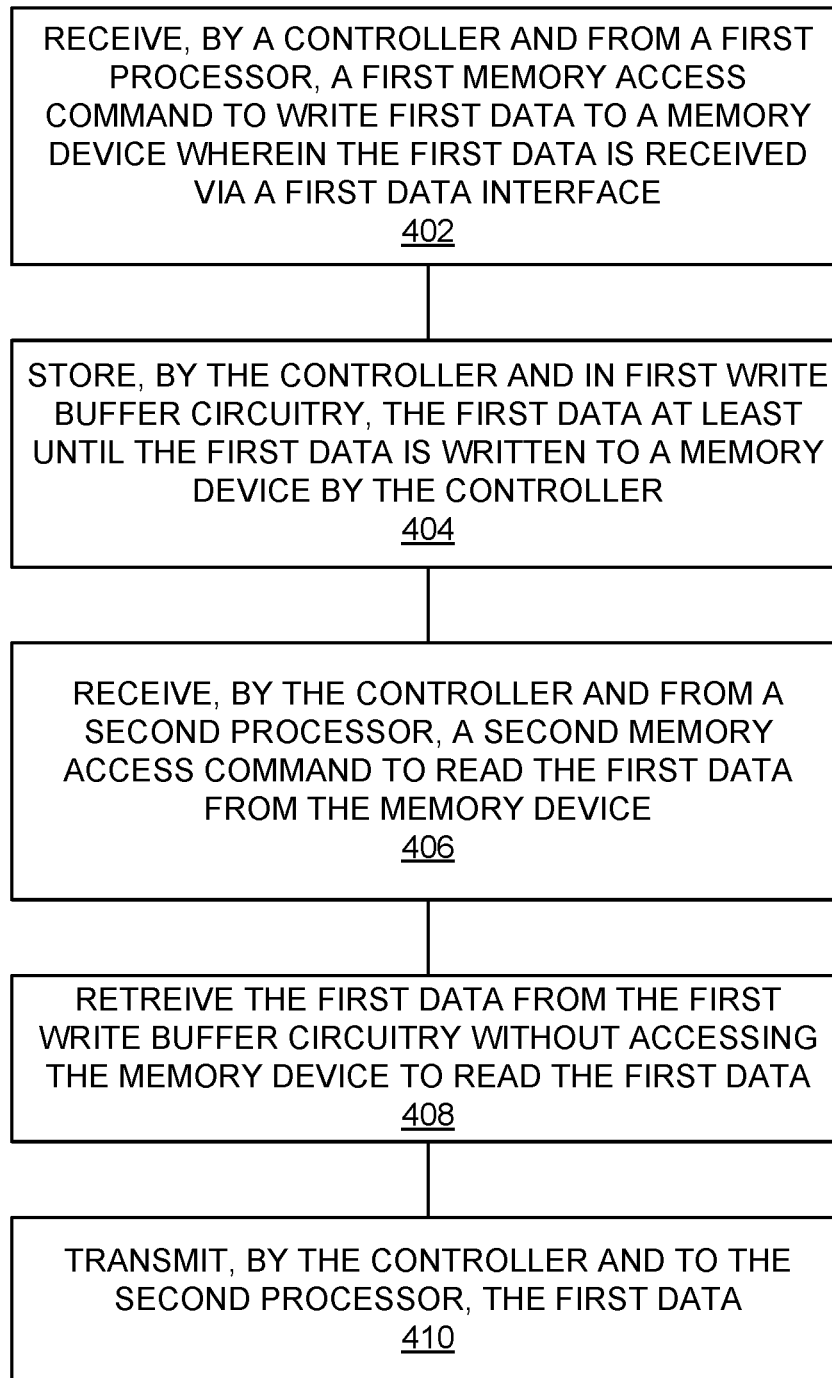 RECEIVE, BY A CONTROLLER AND FROM A FIRST
PROCESSOR, A FIRST MEMORY ACCESS
COMMAND TO WRITE FIRST DATA TO A MEMORY
DEVICE WHEREIN THE FIRST DATA IS RECEIVED
VIA A FIRST DATA INTERFACE
402
STORE, BY THE CONTROLLER AND IN FIRST WRITE
BUFFER CIRCUITRY, THE FIRST DATA AT LEAST
UNTIL THE FIRST DATA IS WRITTEN TO A MEMORY
DEVICE BY THE CONTROLLER
404
RECEIVE, BY THE CONTROLLER AND FROM A
SECOND PROCESSOR, A SECOND MEMORY
ACCESS COMMAND TO READ THE FIRST DATA
FROM THE MEMORY DEVICE
406
RETREIVE THE FIRST DATA FROM THE FIRST
WRITE BUFFER CIRCUITRY WITHOUT ACCESSING
THE MEMORY DEVICE TO READ THE FIRST DATA
408
TRANSMIT, BY THE CONTROLLER AND TO THE
SECOND PROCESSOR, THE FIRST DATA
410